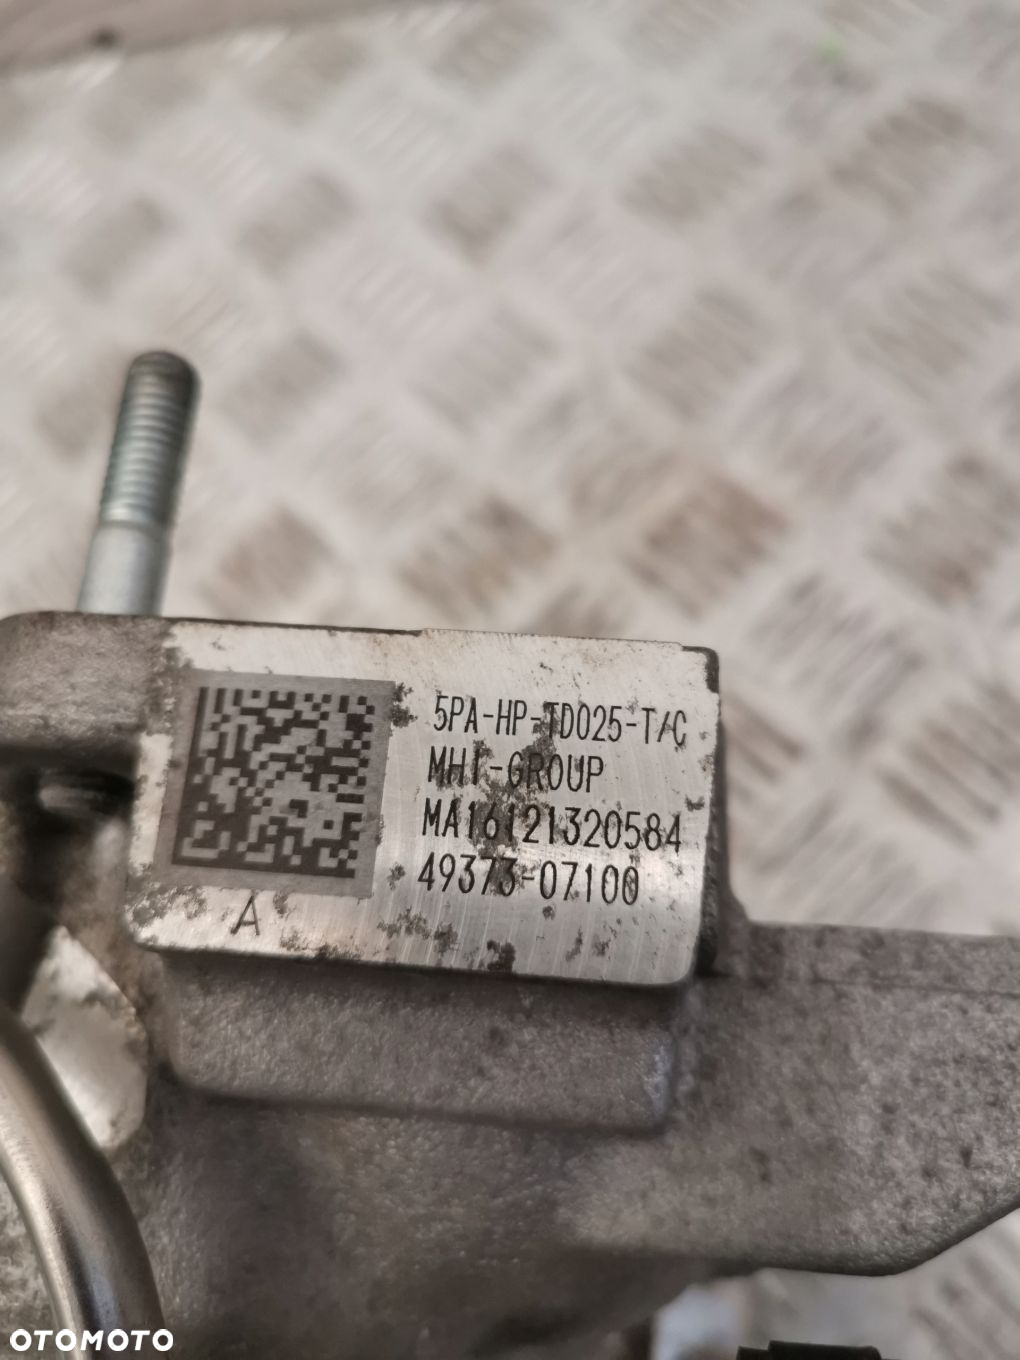 5PA-HP-TD025-T/C
MHI-GROUP
MA16121320584
49373-07100
A
OTOMOTO